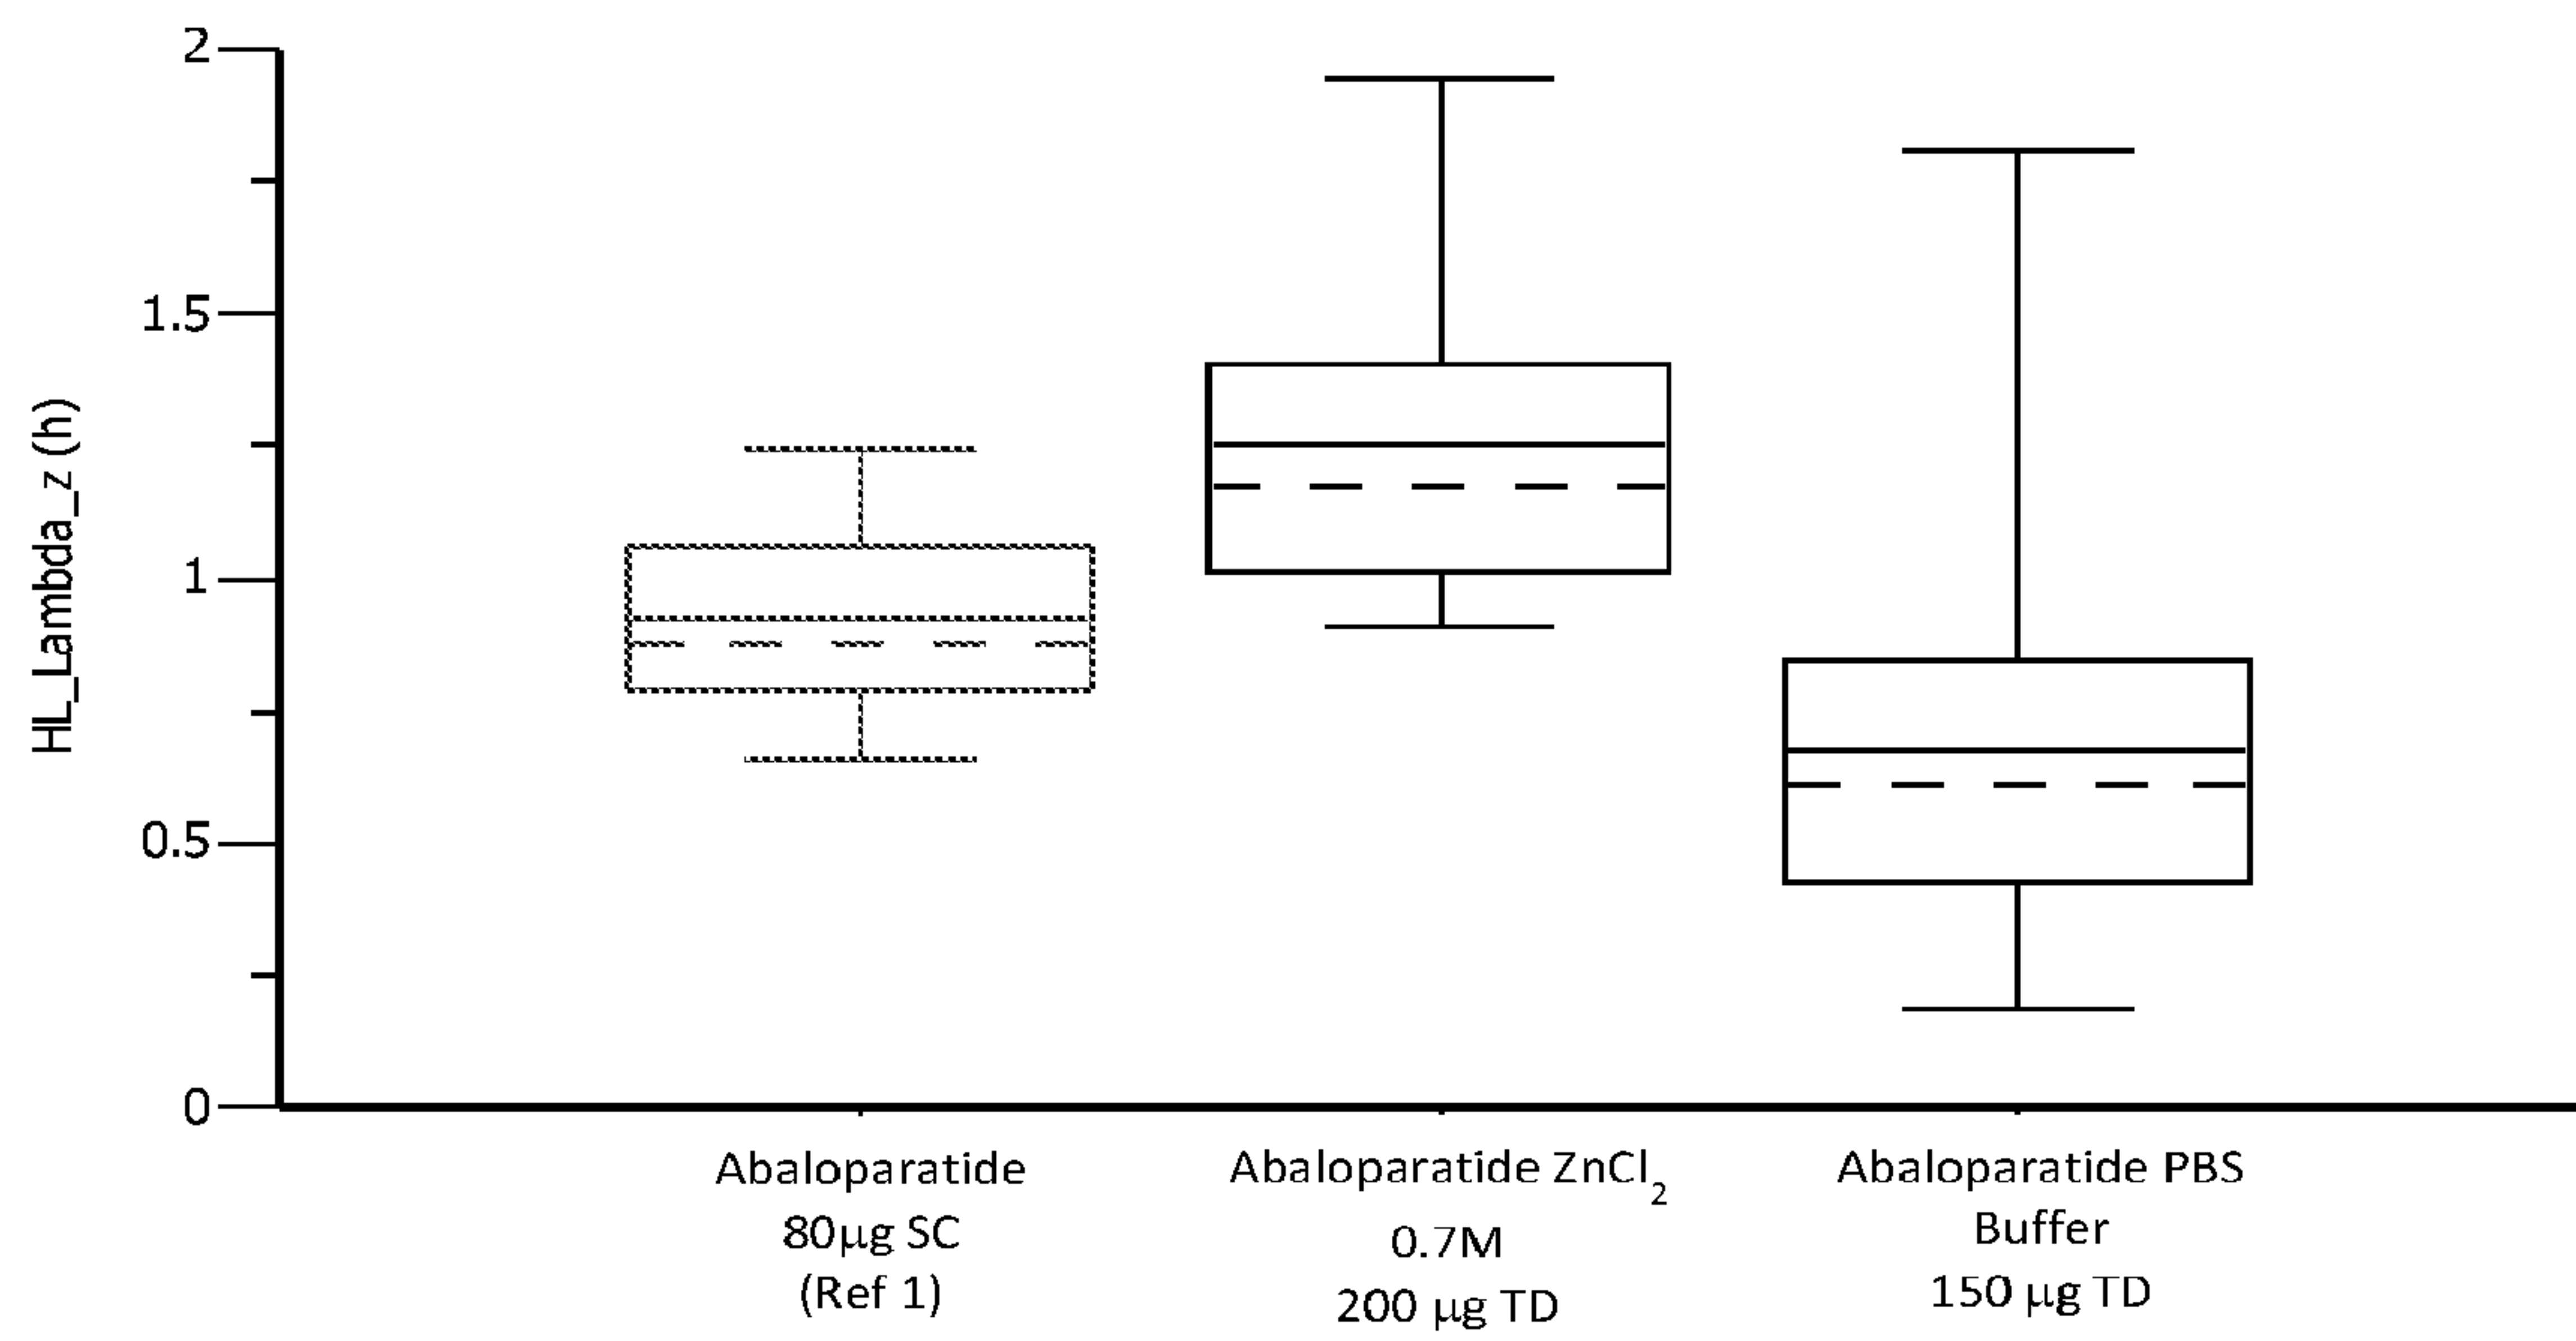 2
1.5
1
0.5
0
HL_Lambda_z (h)
Abaloparatide
80µg SC
(Ref 1)
Abaloparatide ZnCl₂
0.7M
200 µg TD
Abaloparatide PBS
Buffer
150 µg TD